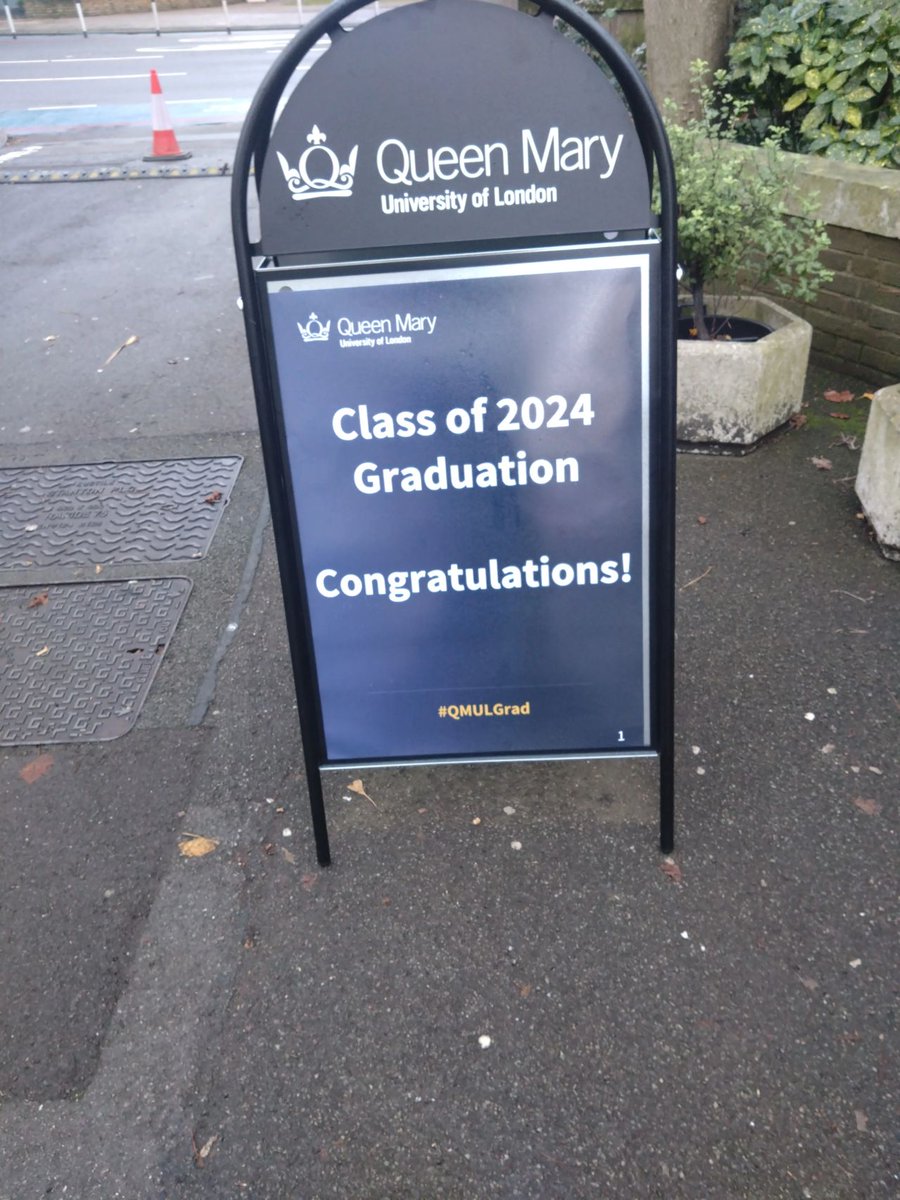 Queen Mary
University of London
Queen Mary
University of London
Class of 2024
Graduation
Congratulations!
#QMULGrad
1